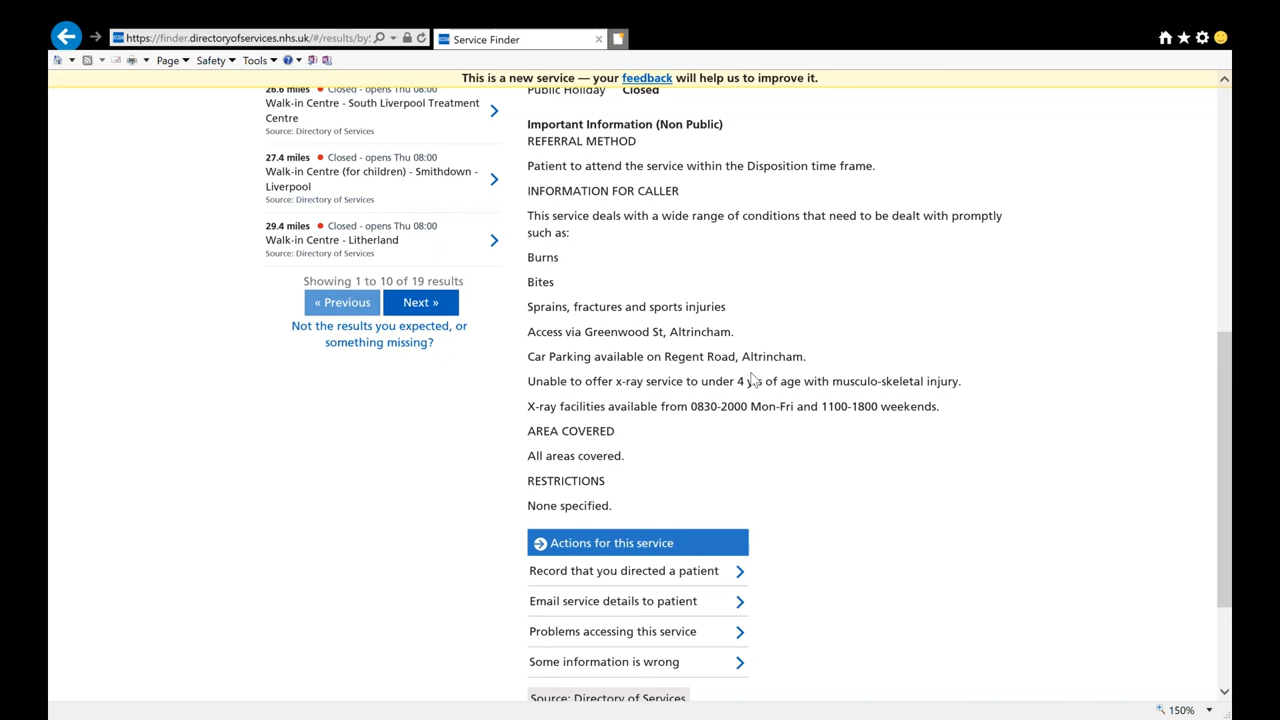 https://finder.directoryofservices.nhs.uk/#/results/by
Service Finder
Page
Safety
Tools
This is a new service — your feedback will help us to improve it.
26.6 miles Closed - opens Thu 08:00
Walk-in Centre - South Liverpool Treatment
Centre
Source: Directory of Services
27.4 miles Closed - opens Thu 08:00
Walk-in Centre (for children) - Smithdown -
Liverpool
Source: Directory of Services
29.4 miles Closed - opens Thu 08:00
Walk-in Centre - Litherland
Source: Directory of Services
Showing 1 to 10 of 19 results
« Previous
Next »
Not the results you expected, or
something missing?
Public Holiday Closed
Important Information (Non Public)
REFERRAL METHOD
Patient to attend the service within the Disposition time frame.
INFORMATION FOR CALLER
This service deals with a wide range of conditions that need to be dealt with promptly
such as:
Burns
Bites
Sprains, fractures and sports injuries
Access via Greenwood St, Altrincham.
Car Parking available on Regent Road, Altrincham.
Unable to offer x-ray service to under 4 yrs of age with musculo-skeletal injury.
X-ray facilities available from 0830-2000 Mon-Fri and 1100-1800 weekends.
AREA COVERED
All areas covered.
RESTRICTIONS
None specified.
Actions for this service
Record that you directed a patient
Email service details to patient
Problems accessing this service
Some information is wrong
Source: Directory of Services
150%